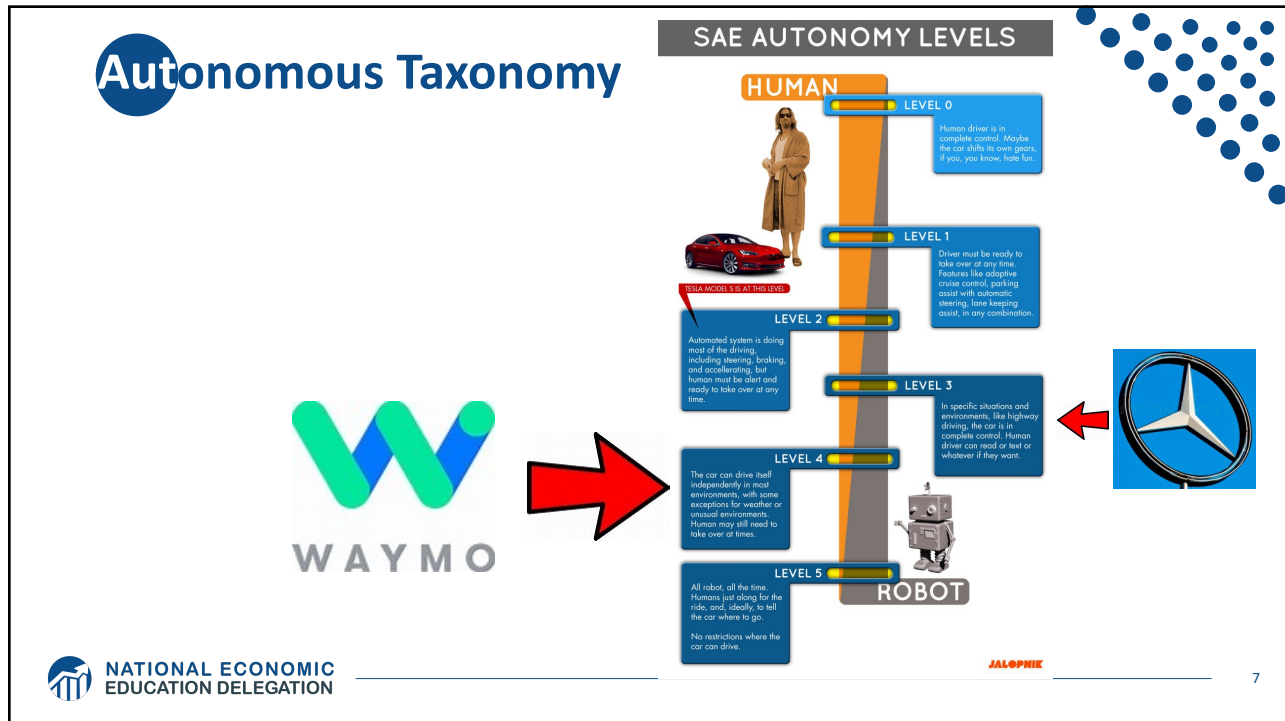 Autonomous Taxonomy
SAE AUTONOMY LEVELS
HUMAN
LEVEL 0
Human driver is in
complete control. Maybe
the car shifts its own gears,
if you, you know, hate fun.
LEVEL 1
Driver must be ready to
take over at any time.
Features like adaptive
cruise control, parking
assist with automatic
steering, lane keeping
assist, in any combination.
TESLA MODEL S IS AT THIS LEVEL
LEVEL 2
Automated system is doing
most of the driving,
including steering, braking,
and accellerating, but
human must be alert and
ready to take over at any
time.
LEVEL 3
In specific situations and
environments, like highway
driving, the car is in
complete control. Human
driver can read or text or
whatever if they want.
WAYMO
LEVEL 4
The car can drive itself
independently in most
environments, with some
exceptions for weather or
unusual environments.
Human may still need to
take over at times.
LEVEL 5
All robot, all the time.
Humans just along for the
ride, and, ideally, to tell
the car where to go.
No restrictions where the
car can drive.
ROBOT
JALOPNIK
NATIONAL ECONOMIC
EDUCATION DELEGATION
7